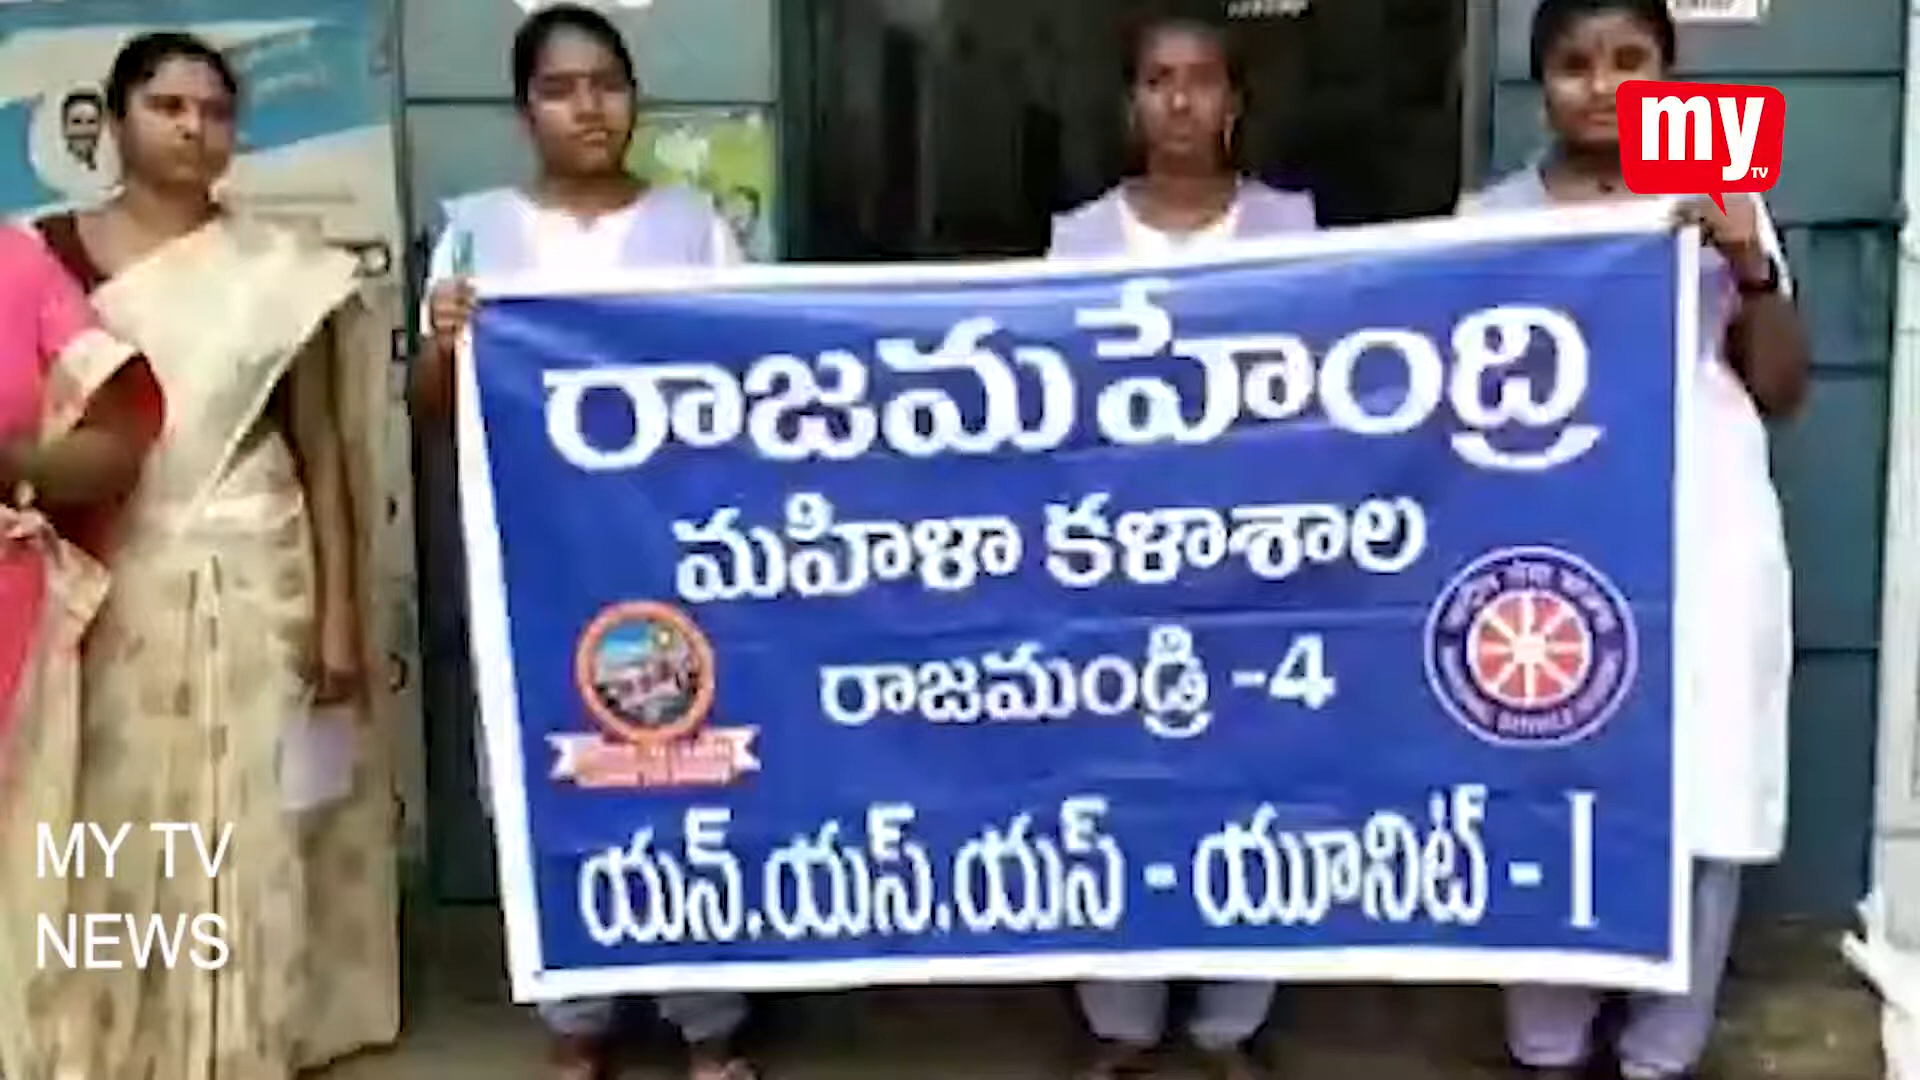 my TV
రాజమహేంద్రి
మహిళా కళాశాల
రాజమండ్రి -4
యన్.యస్.యస్ - యూనిట్ - I
MY TV
NEWS